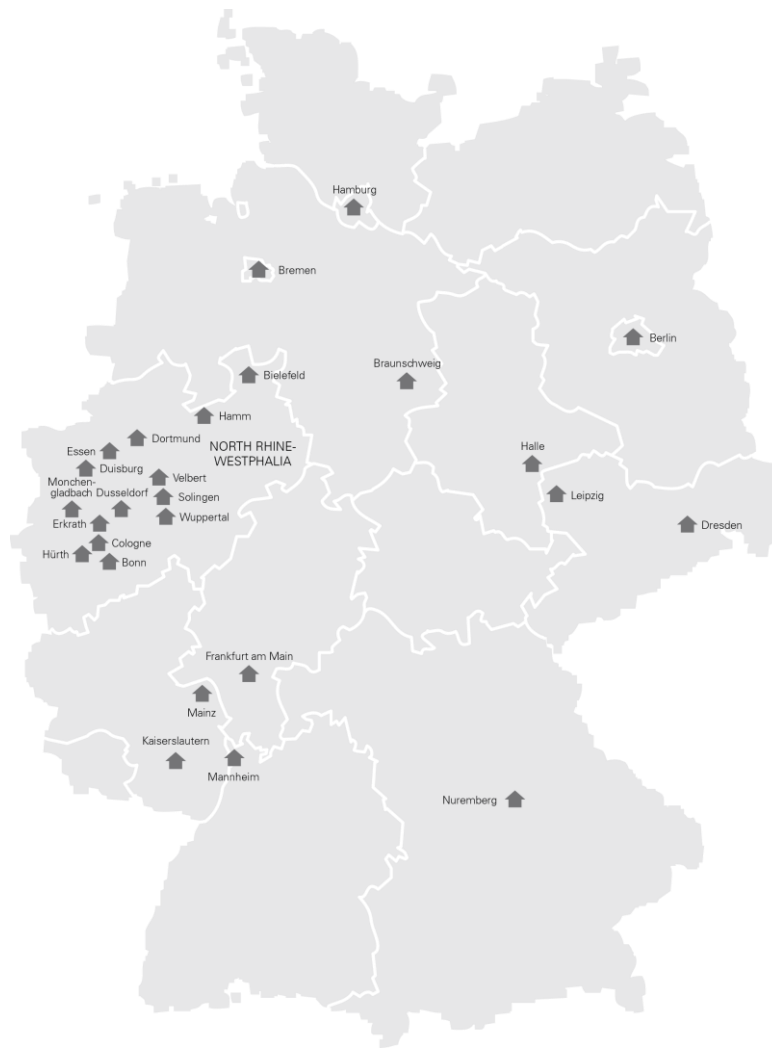 Hamburg
Bremen
Berlin
Braunschweig
Bielefeld
Hamm
Dortmund
NORTH RHINE-
WESTPHALIA
Essen
Duisburg
Halle
Velbert
Monchen-
gladbach
Dusseldorf
Solingen
Leipzig
Wuppertal
Erkrath
Dresden
Cologne
Hürth
Bonn
Frankfurt am Main
Mainz
Kaiserslautern
Mannheim
Nuremberg